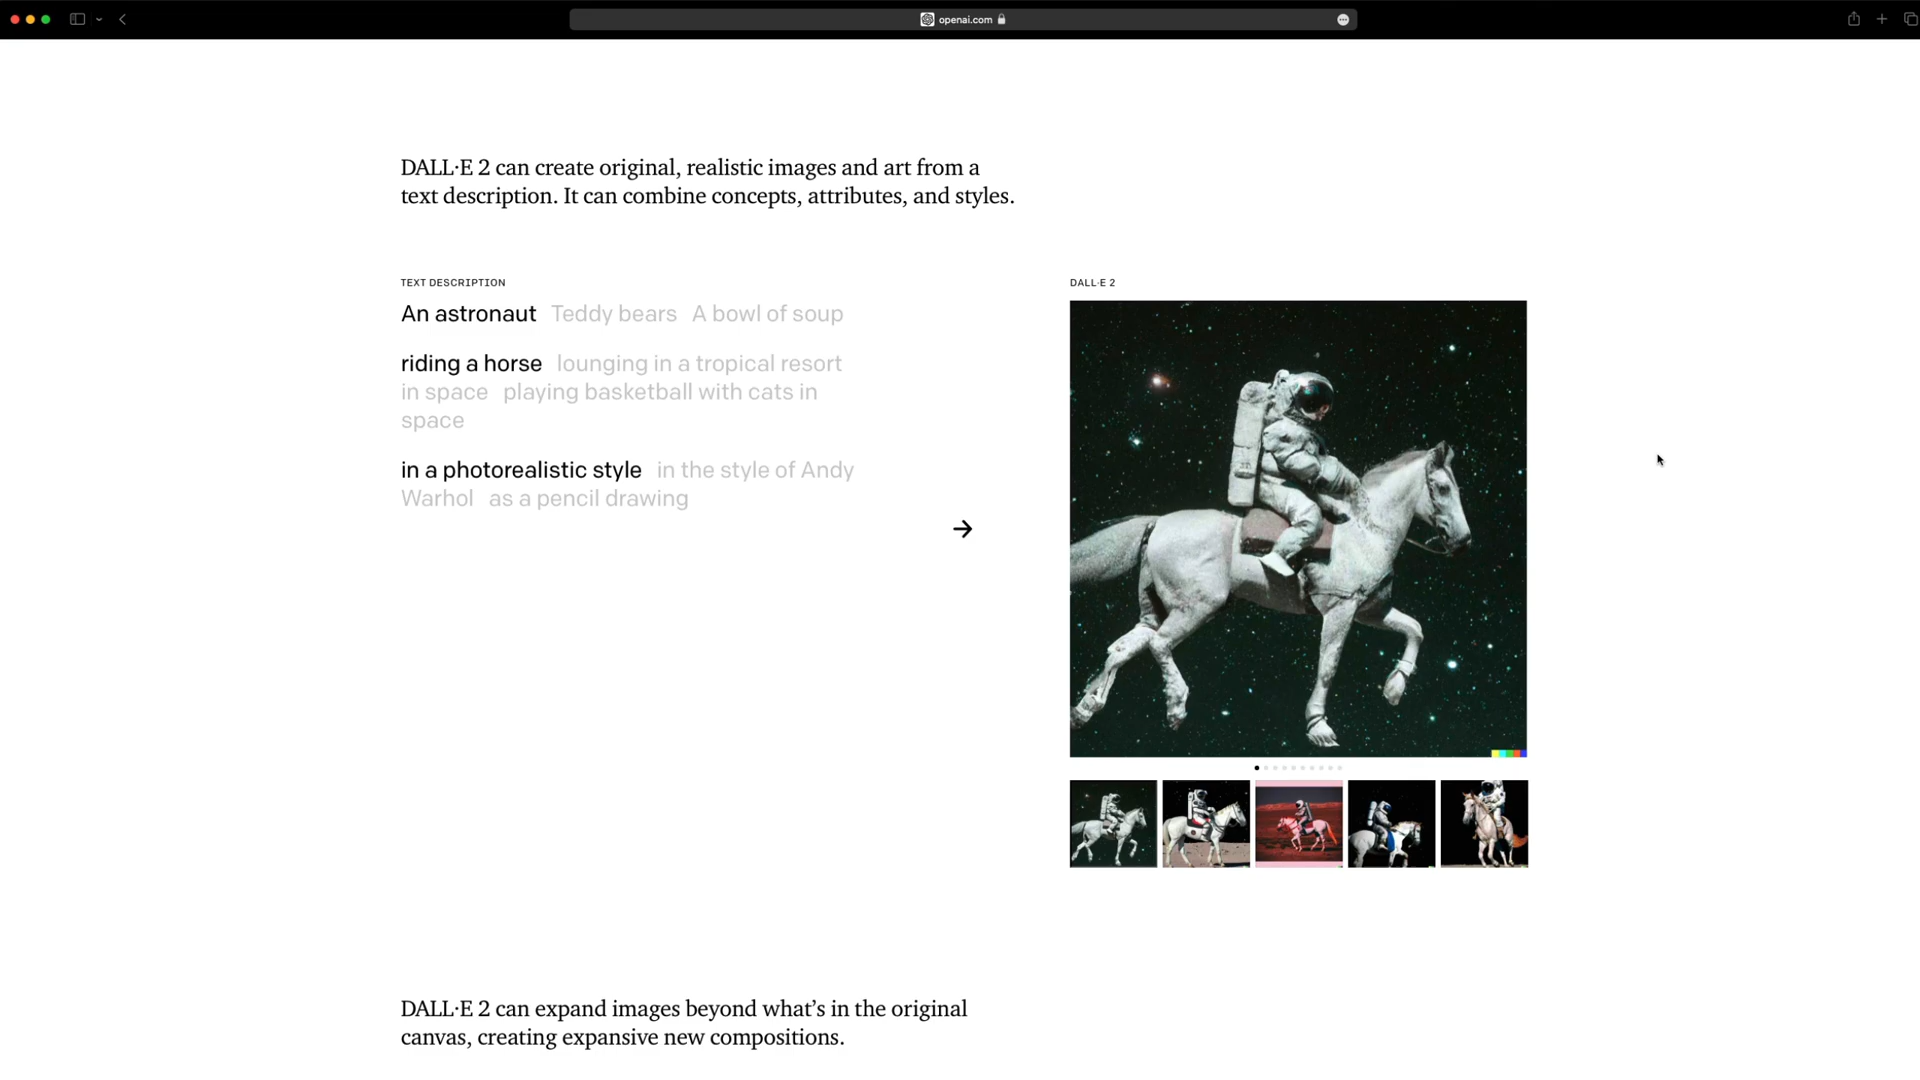 openai.com
DALL·E 2 can create original, realistic images and art from a
text description. It can combine concepts, attributes, and styles.
TEXT DESCRIPTION
An astronaut Teddy bears A bowl of soup
riding a horse lounging in a tropical resort
in space playing basketball with cats in
space
in a photorealistic style in the style of Andy
Warhol as a pencil drawing
DALL·E 2
DALL·E 2 can expand images beyond what’s in the original
canvas, creating expansive new compositions.